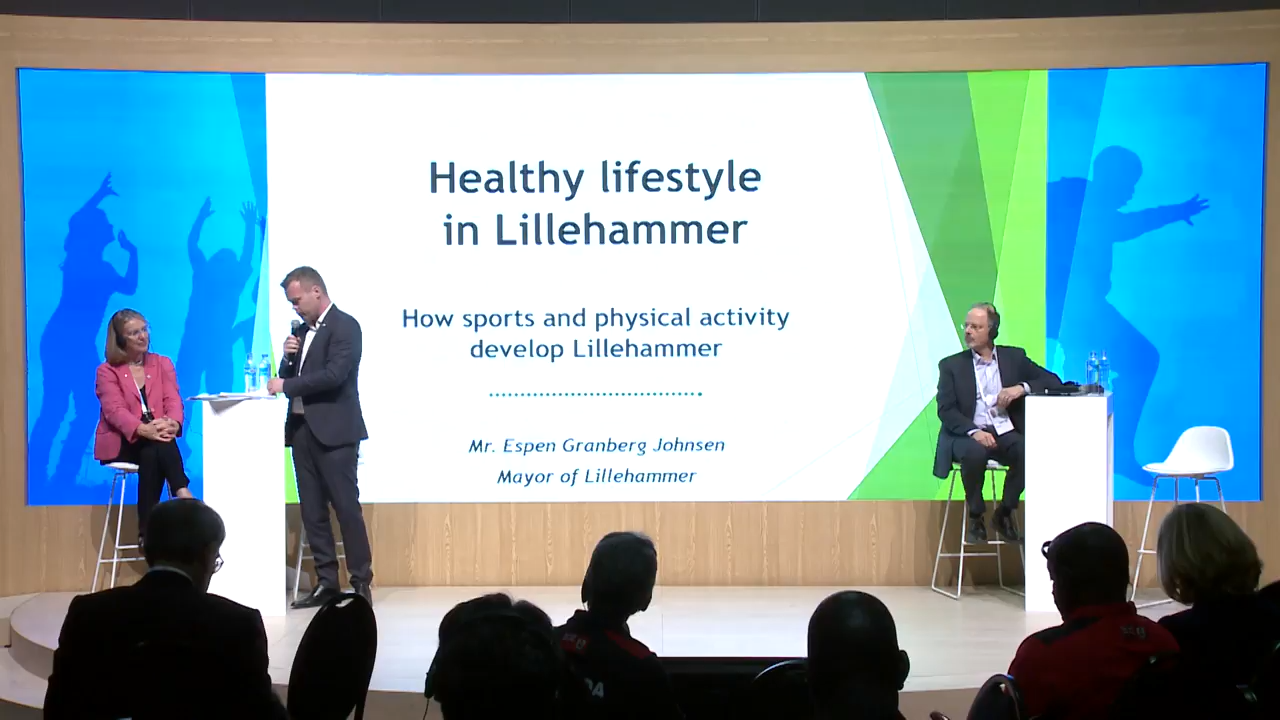 Healthy lifestyle
in Lillehammer
How sports and physical activity
develop Lillehammer
Mr. Espen Granberg Johnsen
Mayor of Lillehammer